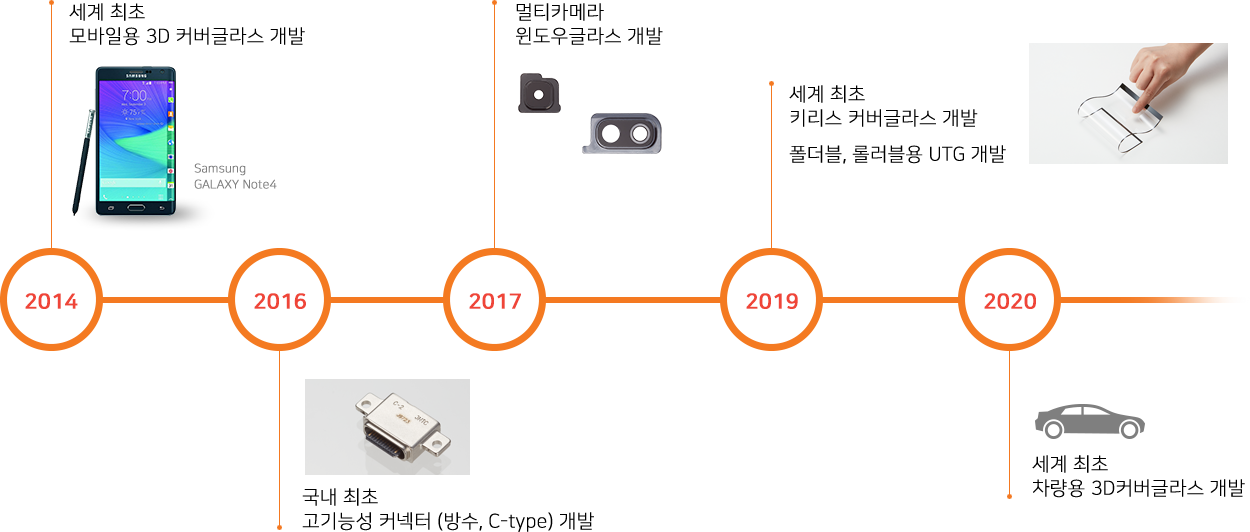 세계 최초
모바일용 3D 커버글라스 개발
SAMSUNG
7:00
75°
Samsung
GALAXY Note4
멀티카메라
윈도우글라스 개발
세계 최초
키리스 커버글라스 개발
폴더블, 롤러블용 UTG 개발
2014
2016
2017
2019
2020
C-2
JHTC
국내 최초
고기능성 커넥터 (방수, C-type) 개발
세계 최초
차량용 3D커버글라스 개발